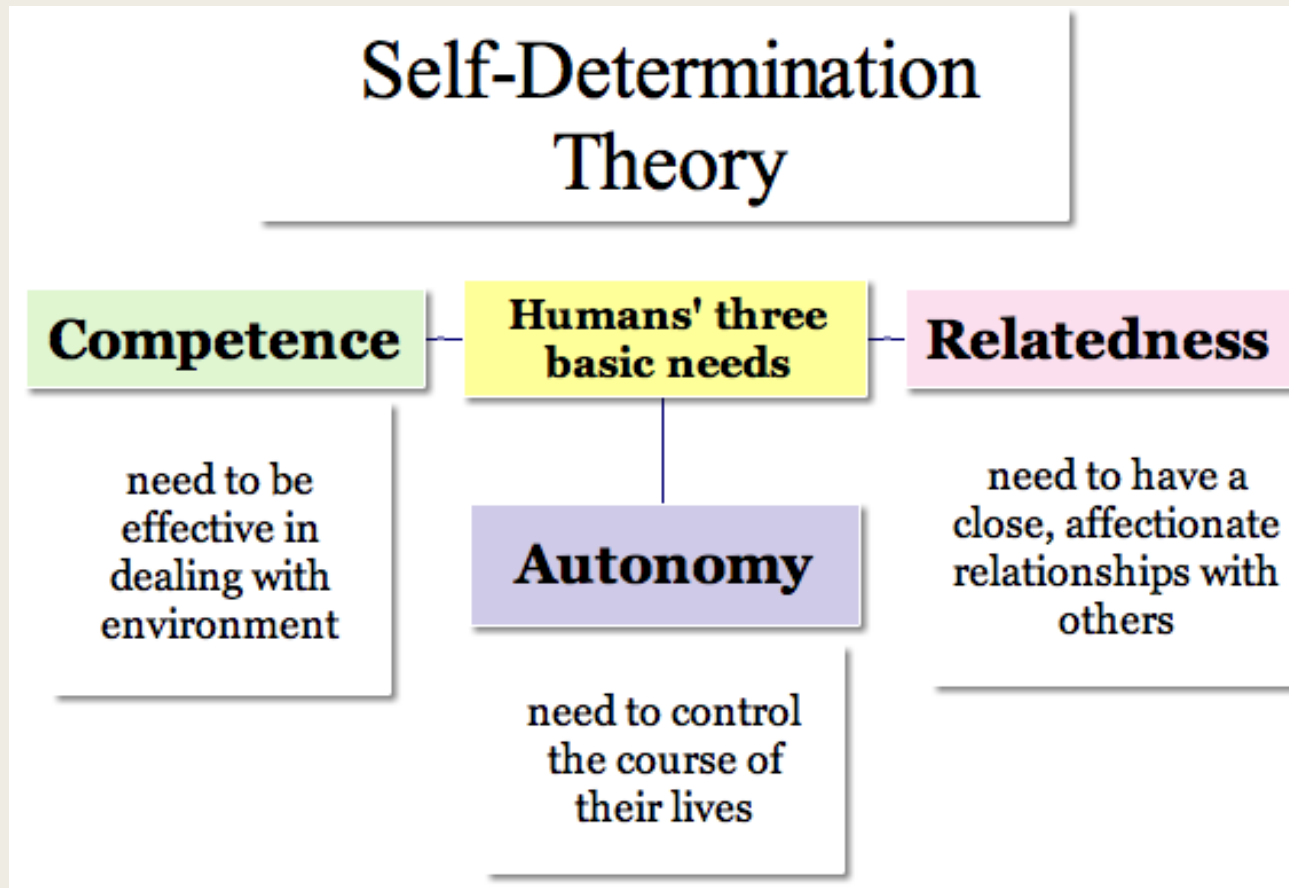 Self-Determination
Theory
Competence
Humans' three
basic needs
Relatedness
need to be
effective in
dealing with
environment
Autonomy
need to have a
close, affectionate
relationships with
others
need to control
the course of
their lives